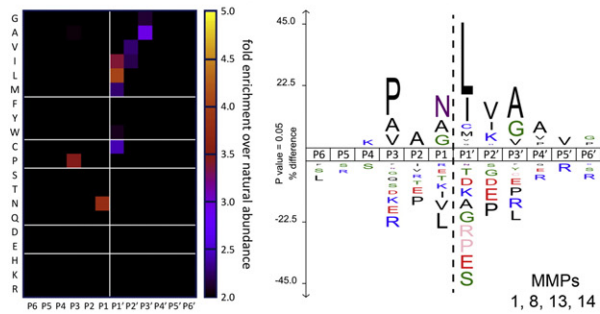 G
A
V
I
L
M
F
Y
W
C
P
S
T
N
Q
D
E
H
K
R
P6 P5 P4 P3 P2 P1 P1' P2' P3' P4' P5' P6'
5.0
4.5
4.0
3.5
3.0
2.5
2.0
fold enrichment over natural abundance
45.0
22.5
P value = 0.05
% difference
-22.5
-45.0
P A V
A
N A G
L I
V I K
A G V
A
V
K
P6 P5 P4 P3 P2 P1 P1' P2' P3' P4' P5' P6'
L
S
D K E R
T E P
T K I V L
T D K A G R P E S
G D E P
E P R L
E R
R
R
MMPs
1, 8, 13, 14